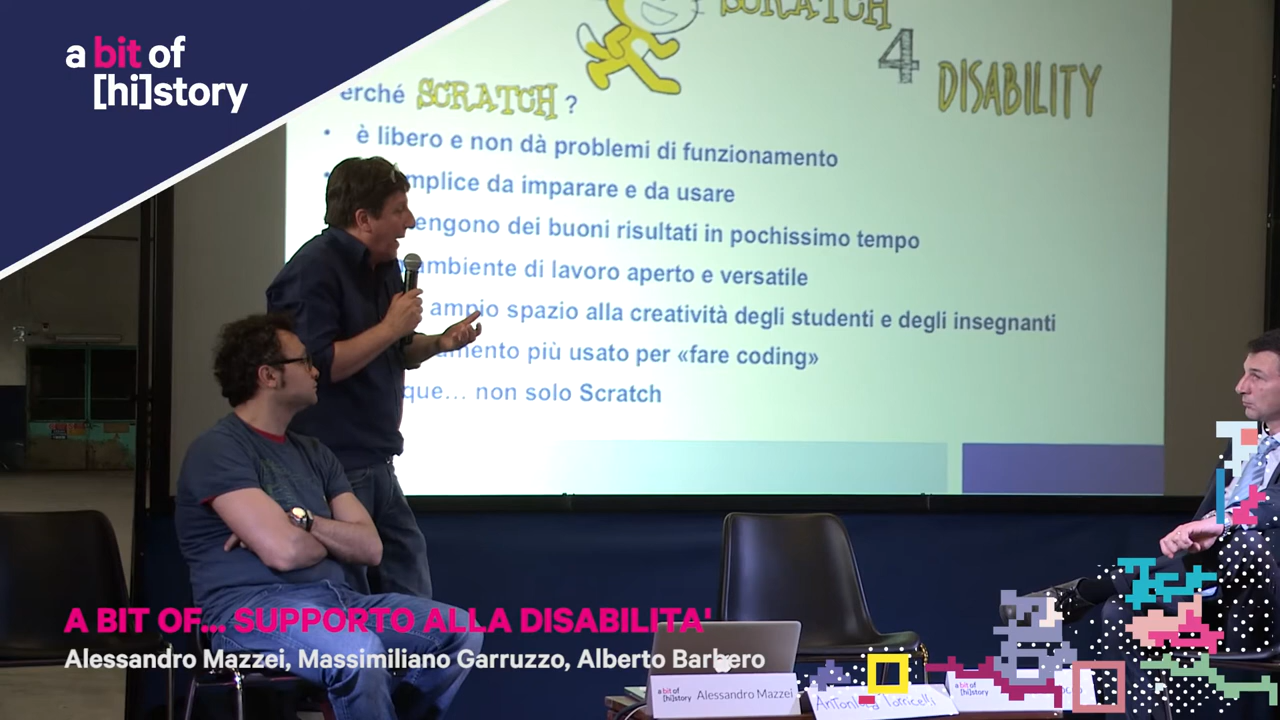 a bit of
[hi]story
SCRATCH
4
DISABILITY
erché SCRATCH ?
• è libero e non dà problemi di funzionamento
mplice da imparare e da usare
engono dei buoni risultati in pochissimo tempo
ambiente di lavoro aperto e versatile
ampio spazio alla creatività degli studenti e degli insegnanti
umento più usato per «fare coding»
que... non solo Scratch
A BIT OF... SUPPORTO ALLA DISABILITA'
Alessandro Mazzei, Massimiliano Garruzzo, Alberto Barbero
a bit of
[hi]story
Alessandro Mazzei
Antonina Torricelli
a bit of
[hi]story